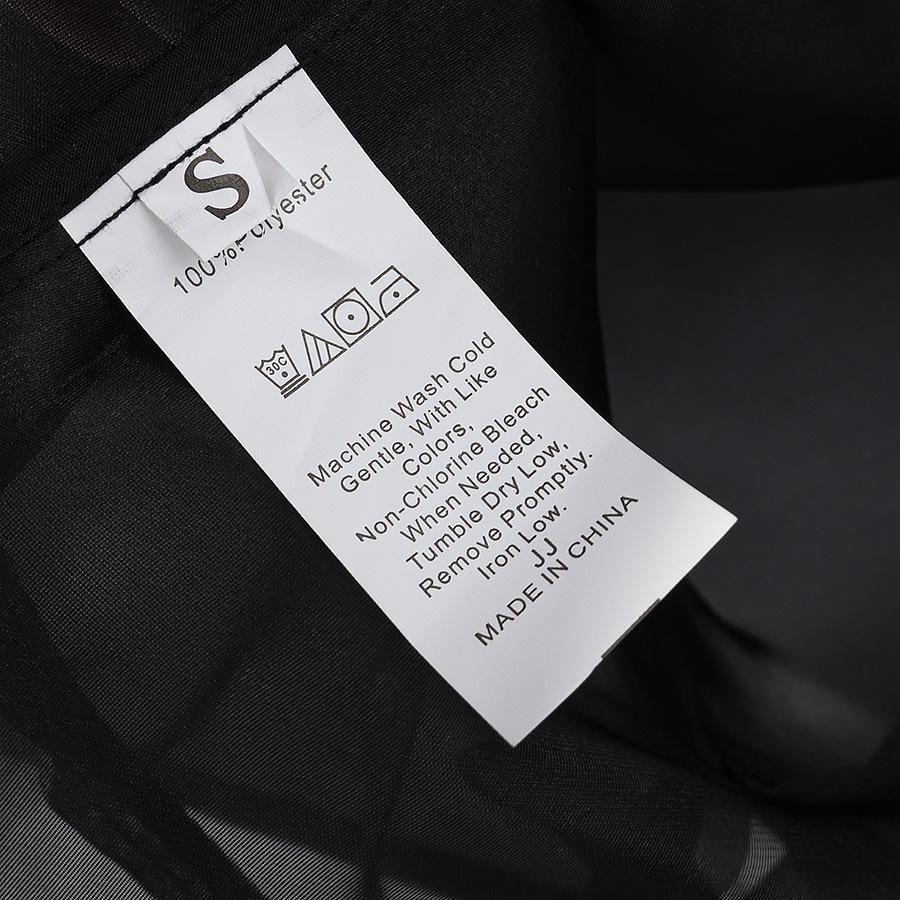 S
100%Polyester
30C
Machine Wash Cold
Gentle, With Like
Colors,
Non-Chlorine Bleach
When Needed,
Tumble Dry Low,
Remove Promptly.
Iron Low.
JJ
MADE IN CHINA